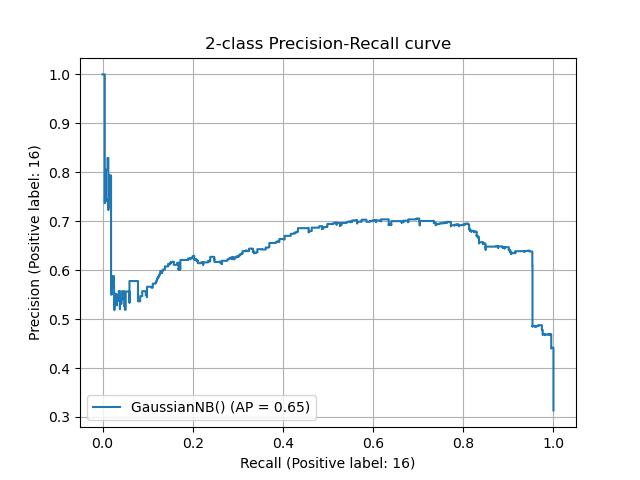 2-class Precision-Recall curve
Precision (Positive label: 16)
1.0
0.9
0.8
0.7
0.6
0.5
0.4
0.3
GaussianNB() (AP = 0.65)
0.0 0.2 0.4 0.6 0.8 1.0
Recall (Positive label: 16)